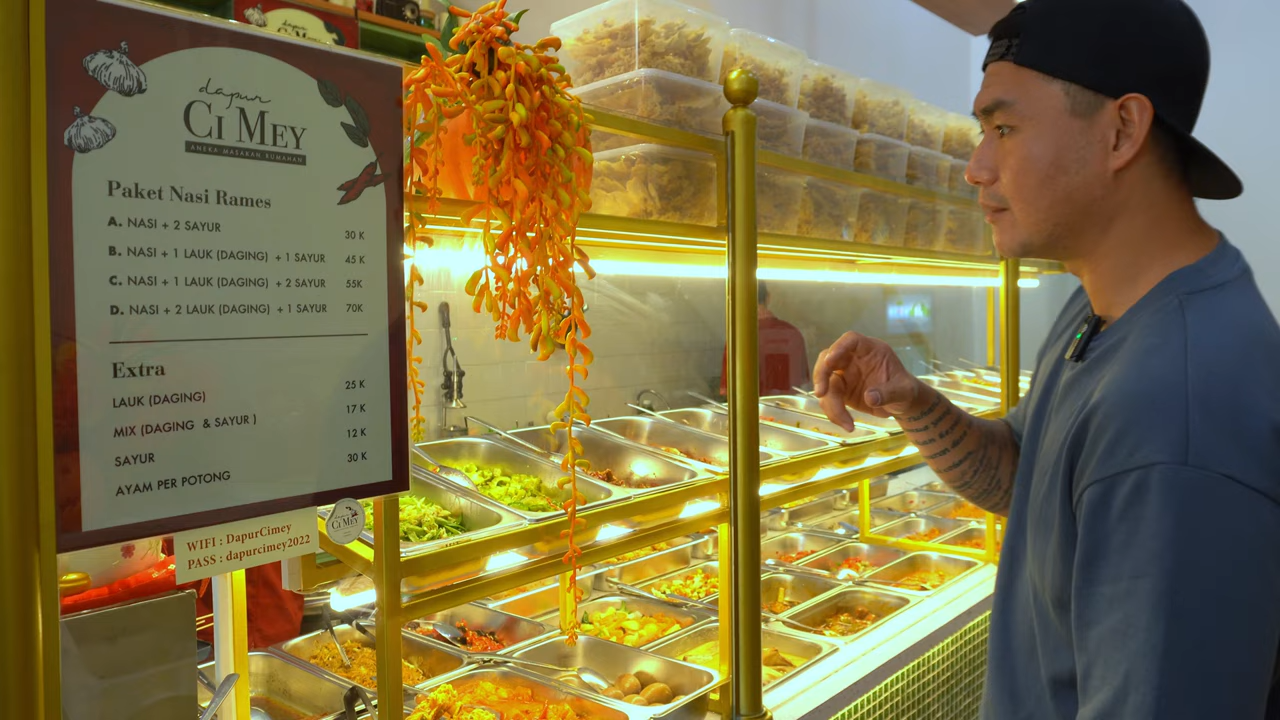 dapur
CI MEY
ANEKA MASAKAN RUMAHAN
Paket Nasi Rames
A. NASI + 2 SAYUR 30 K
B. NASI + 1 LAUK (DAGING) + 1 SAYUR 45 K
C. NASI + 1 LAUK (DAGING) + 2 SAYUR 55K
D. NASI + 2 LAUK (DAGING) + 1 SAYUR 70K
Extra
LAUK (DAGING) 25 K
MIX (DAGING & SAYUR ) 17 K
SAYUR 12 K
AYAM PER POTONG 30 K
CI MEY
WIFI : DapurCimey
PASS : dapurcimey2022